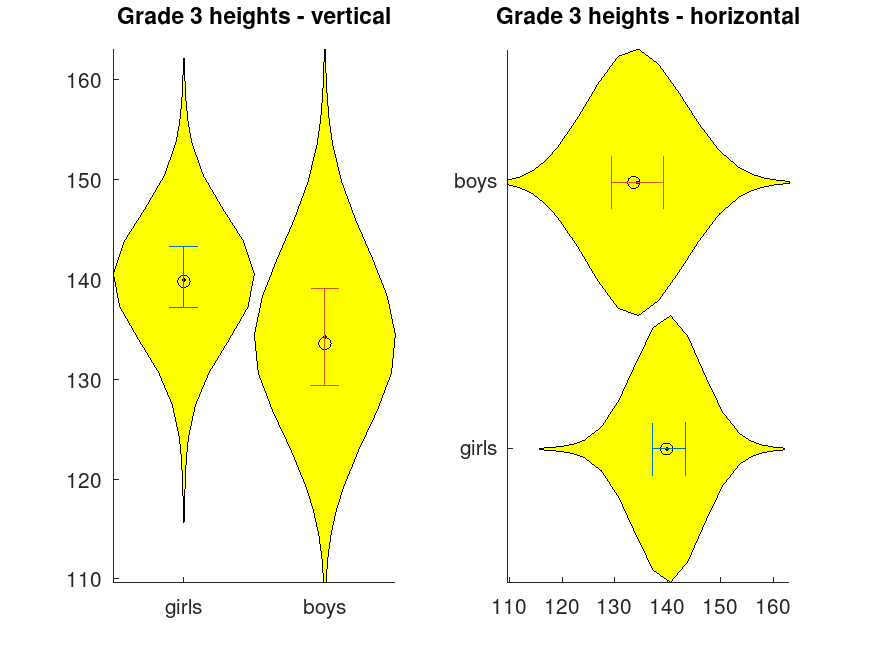 Grade 3 heights - vertical
160
150
140
130
120
110
girls boys
Grade 3 heights - horizontal
boys
girls
110 120 130 140 150 160